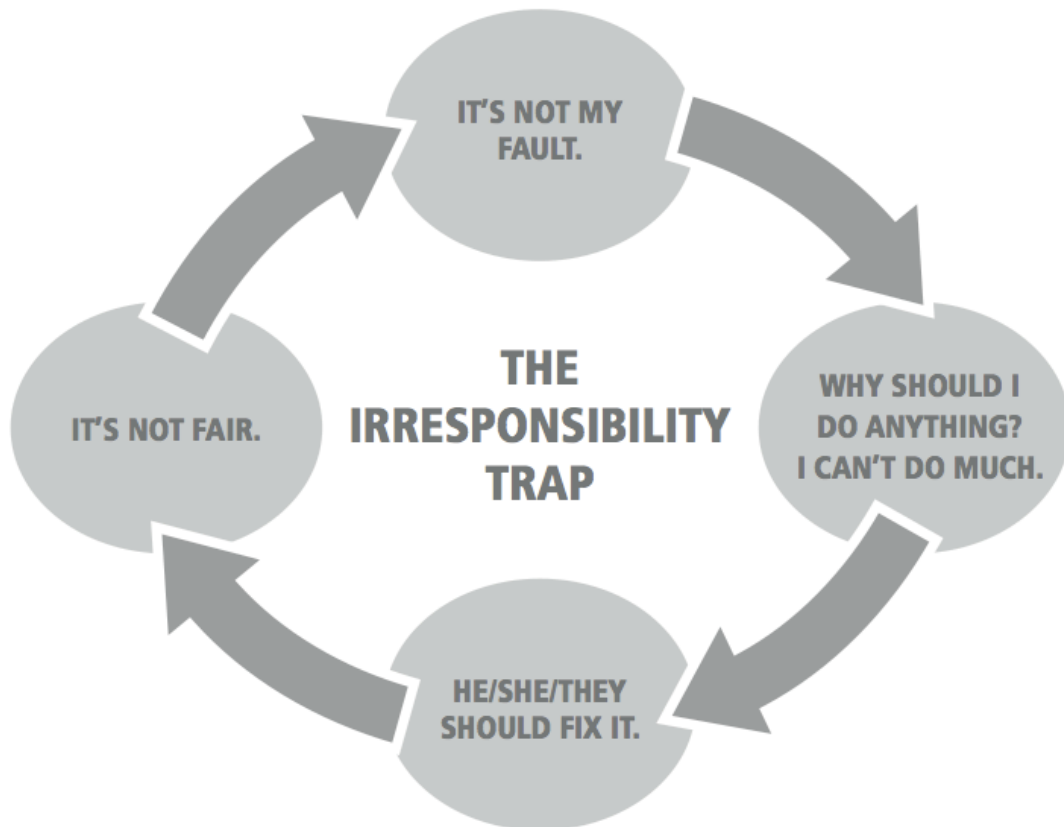 IT'S NOT MY
FAULT.
WHY SHOULD I
DO ANYTHING?
I CAN'T DO MUCH.
HE/SHE/THEY
SHOULD FIX IT.
IT'S NOT FAIR.
THE
IRRESPONSIBILITY
TRAP